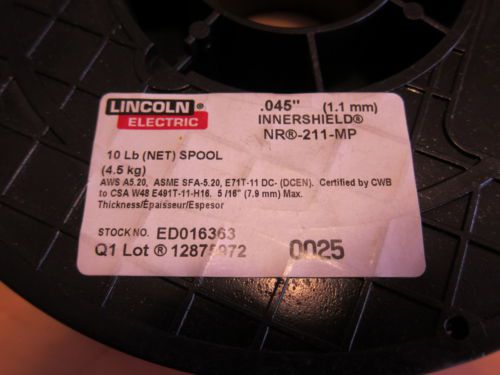 LINCOLN®
ELECTRIC
.045" (1.1 mm)
INNERSHIELD®
NR®-211-MP
10 Lb (NET) SPOOL
(4.5 kg)
AWS A5.20, ASME SFA-5.20, E71T-11 DC- (DCEN). Certified by CWB
to CSA W48 E491T-11-H16, 5 /16" (7.9 mm) Max.
Thickness/Épaisseur/Espesor
STOCK NO. ED016363
Q1 Lot ® 12875972 0025